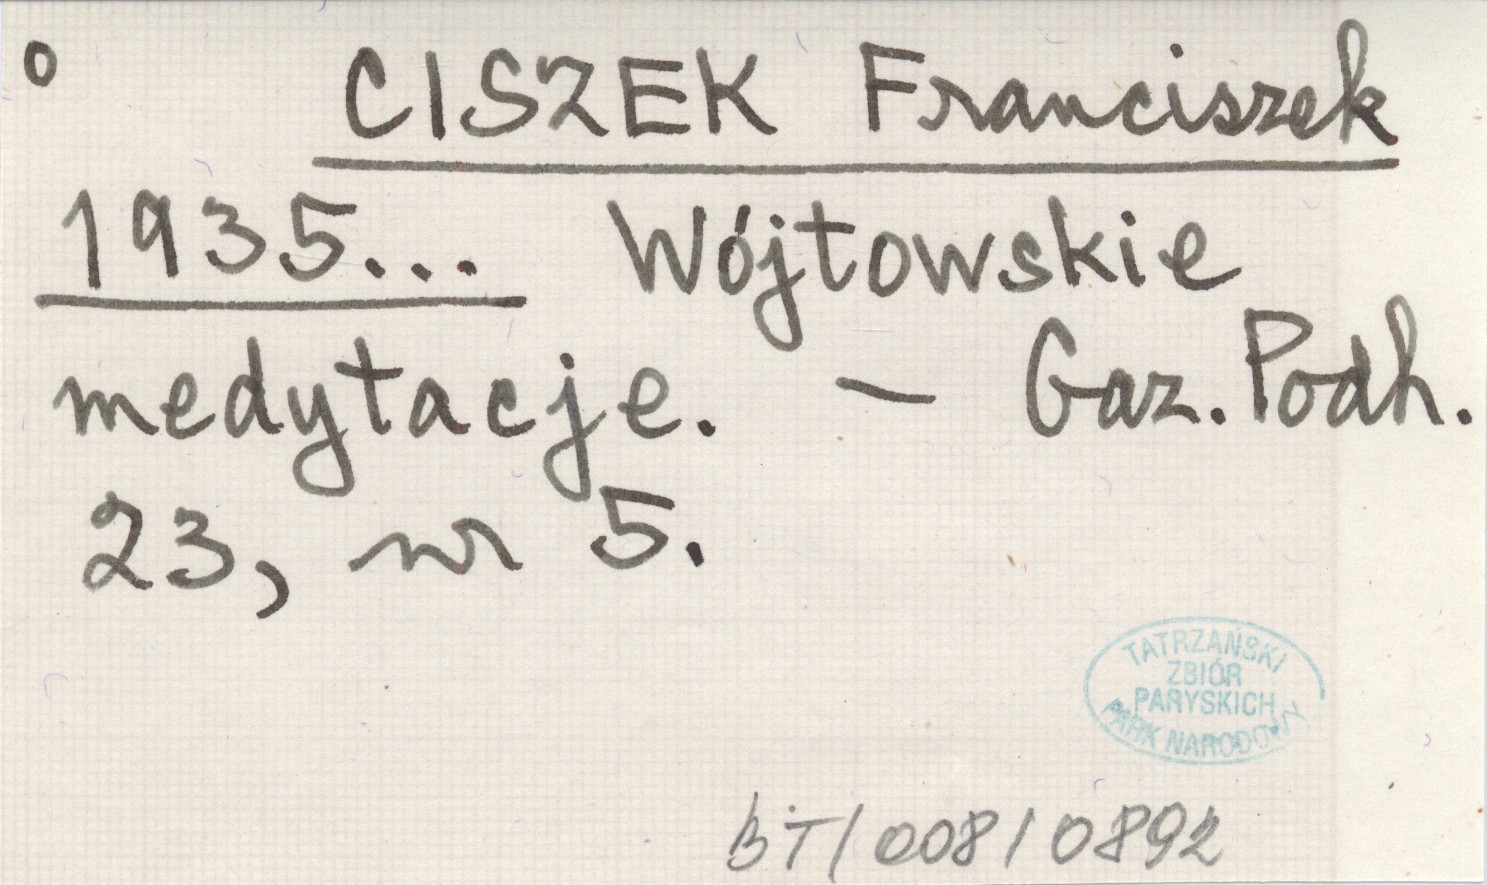 o CISZEK Franciszek
1935... Wójtowskie
medytacje. — Gaz. Podh.
23, nr 5.
TATRZAŃSKI
ZBIÓR
PARYSKICH
PARK NARODOWY
BT/008/0892